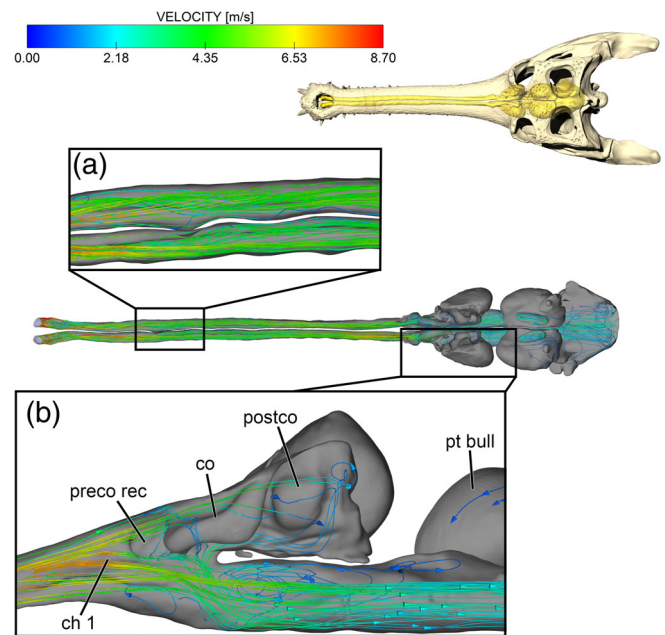 VELOCITY [m/s]
0.00 2.18 4.35 6.53 8.70
(a)
(b)
postco
co
pt bull
preco rec
ch 1